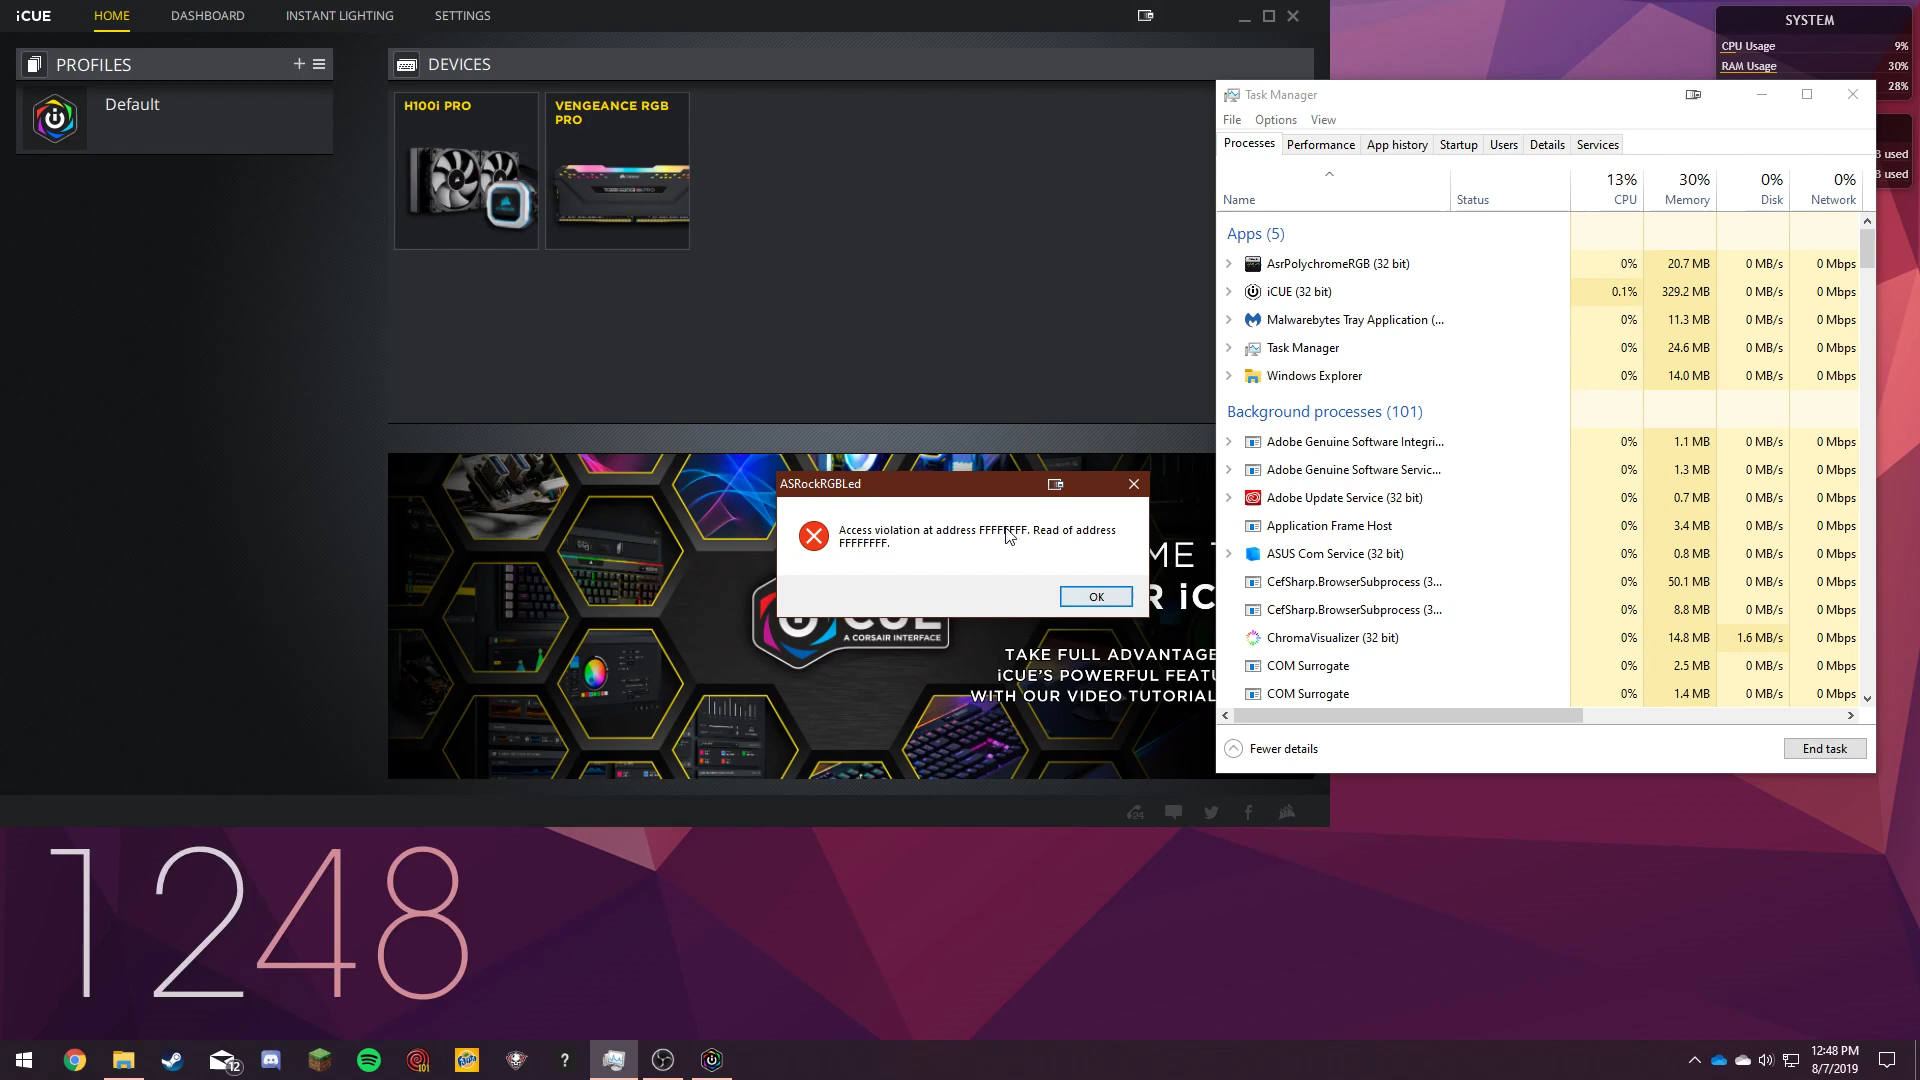 iCUE
HOME
DASHBOARD
INSTANT LIGHTING
SETTINGS
PROFILES
Default
DEVICES
H100i PRO
VENGEANCE RGB PRO
SYSTEM
CPU Usage 9%
RAM Usage 30%
28%
B used
B used
Task Manager
File Options View
Processes Performance App history Startup Users Details Services
13% 30% 0% 0%
Name Status CPU Memory Disk Network
Apps (5)
AsrPolychromeRGB (32 bit) 0% 20.7 MB 0 MB/s 0 Mbps
iCUE (32 bit) 0.1% 329.2 MB 0 MB/s 0 Mbps
Malwarebytes Tray Application (... 0% 11.3 MB 0 MB/s 0 Mbps
Task Manager 0% 24.6 MB 0 MB/s 0 Mbps
Windows Explorer 0% 14.0 MB 0 MB/s 0 Mbps
Background processes (101)
Adobe Genuine Software Integri... 0% 1.1 MB 0 MB/s 0 Mbps
Adobe Genuine Software Servic... 0% 1.3 MB 0 MB/s 0 Mbps
Adobe Update Service (32 bit) 0% 0.7 MB 0 MB/s 0 Mbps
Application Frame Host 0% 3.4 MB 0 MB/s 0 Mbps
ASUS Com Service (32 bit) 0% 0.8 MB 0 MB/s 0 Mbps
CefSharp.BrowserSubprocess (3... 0% 50.1 MB 0 MB/s 0 Mbps
CefSharp.BrowserSubprocess (3... 0% 8.8 MB 0 MB/s 0 Mbps
ChromaVisualizer (32 bit) 0% 14.8 MB 1.6 MB/s 0 Mbps
COM Surrogate 0% 2.5 MB 0 MB/s 0 Mbps
COM Surrogate 0% 1.4 MB 0 MB/s 0 Mbps
Fewer details
End task
ASRockRGBLed
Access violation at address FFFFFFFF. Read of address
FFFFFFFF.
OK
ME T
R iC
CUE
A CORSAIR INTERFACE
TAKE FULL ADVANTAGE
iCUE'S POWERFUL FEATU
WITH OUR VIDEO TUTORIAL
24
1248
12
101
Fanta
?
12:48 PM
8/7/2019